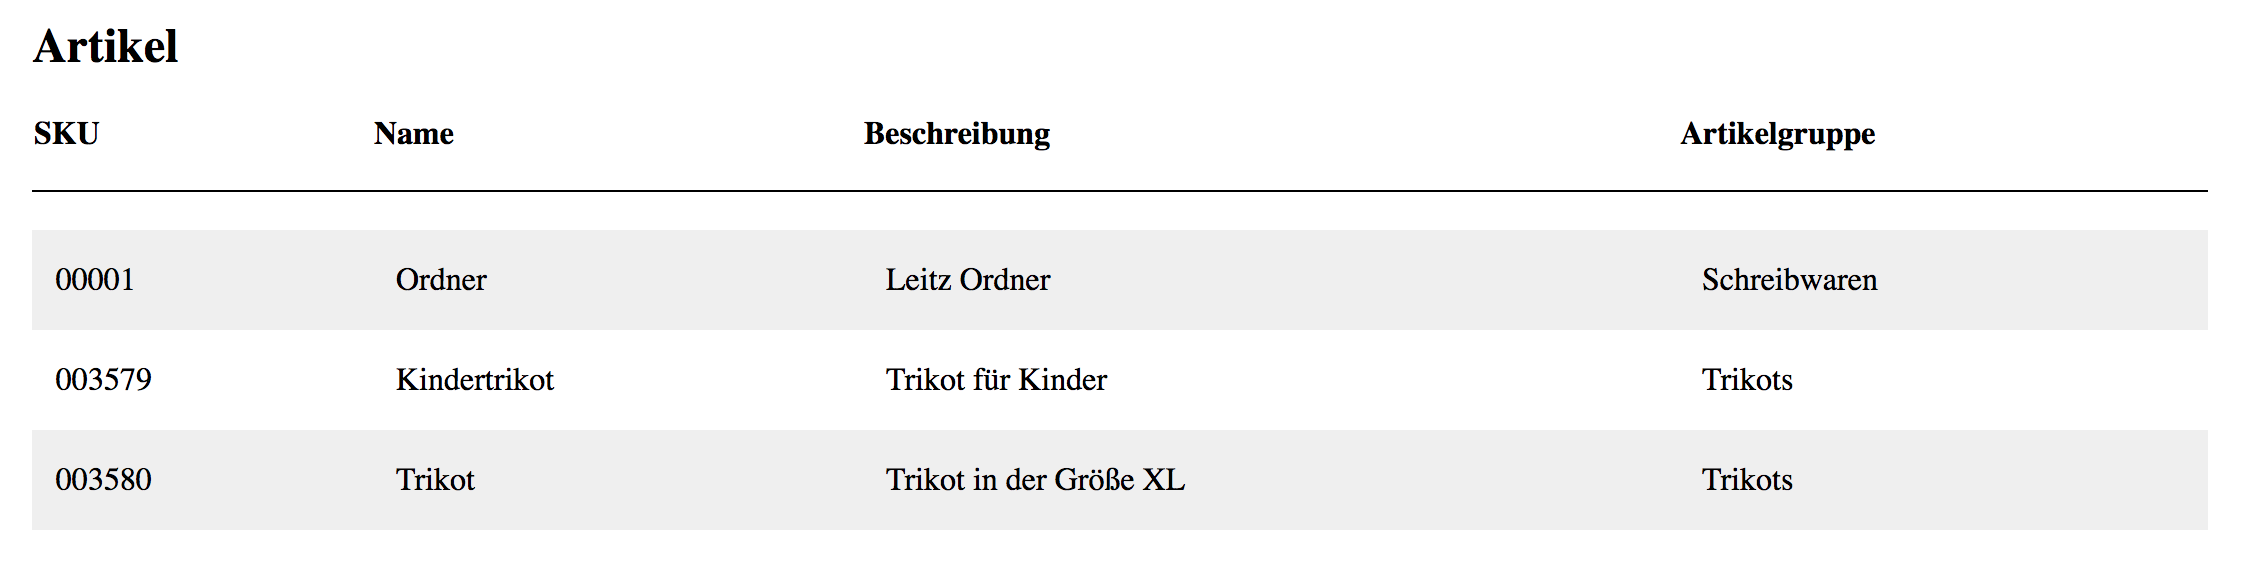 Artikel
SKU Name Beschreibung Artikelgruppe
00001 Ordner Leitz Ordner Schreibwaren
003579 Kindertrikot Trikot für Kinder Trikots
003580 Trikot Trikot in der Größe XL Trikots